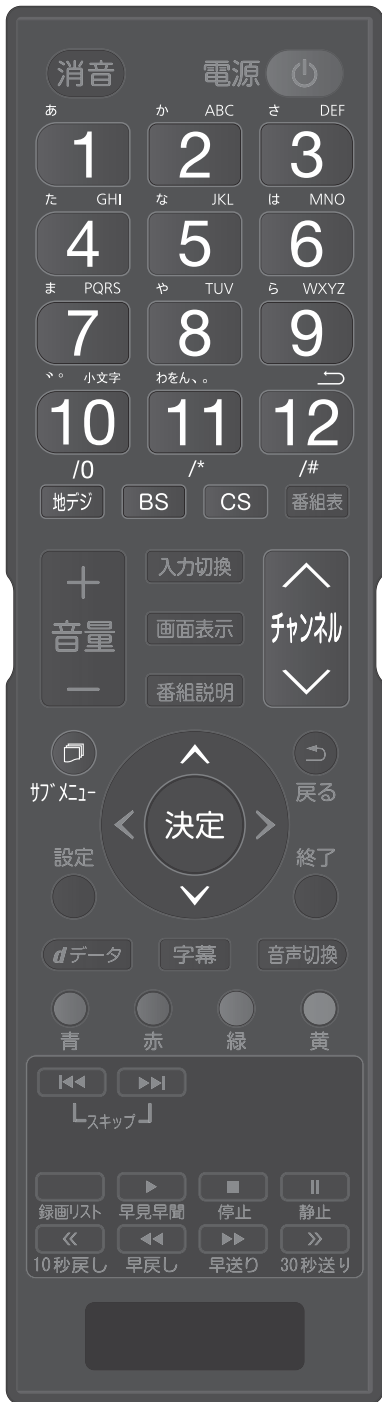 消音 電源
あ か ABC さ DEF
1 2 3
た GHI な JKL は MNO
4 5 6
ま PQRS や TUV ら WXYZ
7 8 9
゛゜ 小文字 わをん、。
10 11 12
/0 /* /#
地デジ BS CS 番組表
+ 入力切換
音量 画面表示 チャンネル
− 番組説明
サブメニュー 戻る
決定
設定 終了
dデータ 字幕 音声切換
青 赤 緑 黄
スキップ
録画リスト 早見早聞 停止 静止
10秒戻し 早戻し 早送り 30秒送り